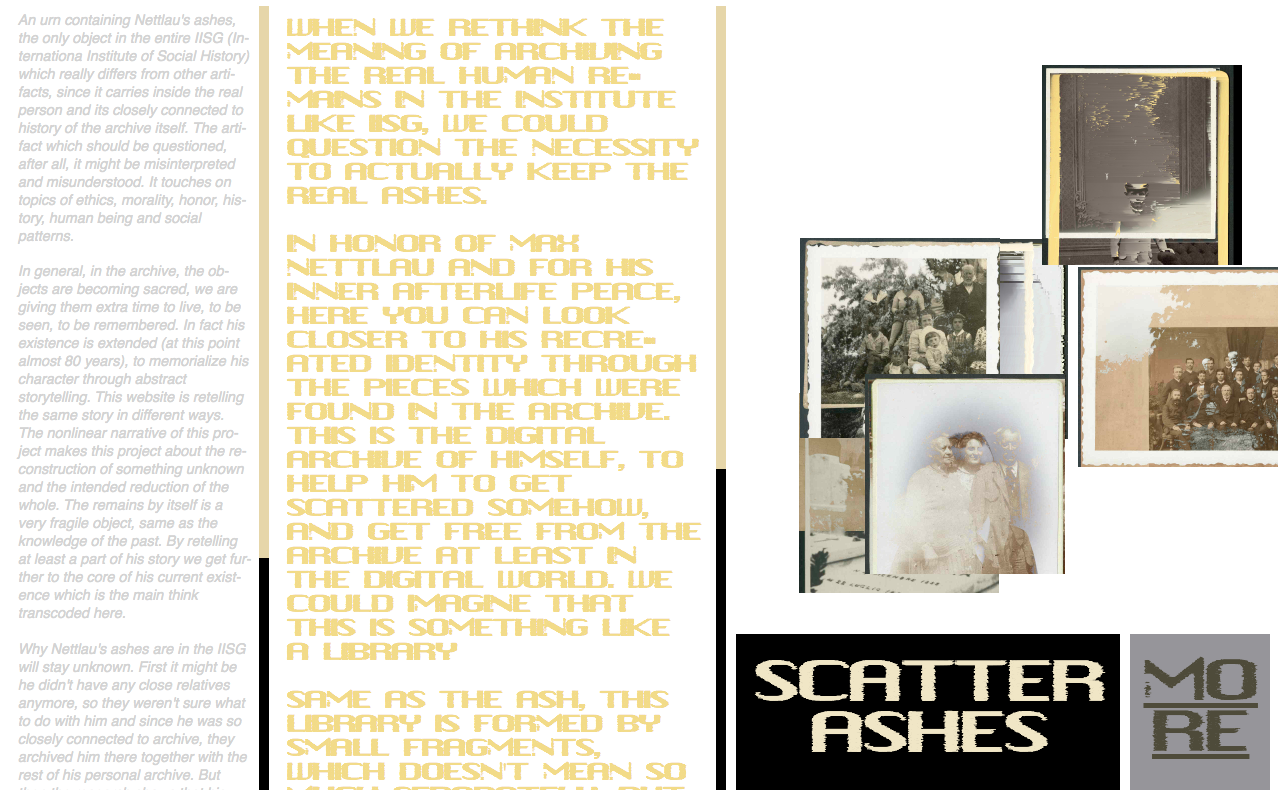 An urn containing Nettlau's ashes,
the only object in the entire IISG (In-
ternationa Institute of Social History)
which really differs from other arti-
facts, since it carries inside the real
person and its closely connected to
history of the archive itself. The arti-
fact which should be questioned,
after all, it might be misinterpreted
and misunderstood. It touches on
topics of ethics, morality, honor, his-
tory, human being and social
patterns.
In general, in the archive, the ob-
jects are becoming sacred, we are
giving them extra time to live, to be
seen, to be remembered. In fact his
existence is extended (at this point
almost 80 years), to memorialize his
character through abstract
storytelling. This website is retelling
the same story in different ways.
The nonlinear narrative of this pro-
ject makes this project about the re-
construction of something unknown
and the intended reduction of the
whole. The remains by itself is a
very fragile object, same as the
knowledge of the past. By retelling
at least a part of his story we get fur-
ther to the core of his current exist-
ence which is the main think
transcoded here.
Why Nettlau's ashes are in the IISG
will stay unknown. First it might be
he didn't have any close relatives
anymore, so they weren't sure what
to do with him and since he was so
closely connected to archive, they
archived him there together with the
rest of his personal archive. But
WHEN WE RETHINK THE
MEANING OF ARCHIVING
THE REAL HUMAN RE-
MAINS IN THE INSTITUTE
LIKE IISG, WE COULD
QUESTION THE NECESSITY
TO ACTUALLY KEEP THE
REAL ASHES.
IN HONOR OF MAX
NETTLAU AND FOR HIS
INNER AFTERLIFE PEACE,
HERE YOU CAN LOOK
CLOSER TO HIS RECRE-
ATED IDENTITY THROUGH
THE PIECES WHICH WERE
FOUND IN THE ARCHIVE.
THIS IS THE DIGITAL
ARCHIVE OF HIMSELF, TO
HELP HIM TO GET
SCATTERED SOMEHOW,
AND GET FREE FROM THE
ARCHIVE AT LEAST IN
THE DIGITAL WORLD. WE
COULD IMAGINE THAT
THIS IS SOMETHING LIKE
A LIBRARY
SAME AS THE ASH, THIS
LIBRARY IS FORMED BY
SMALL FRAGMENTS,
WHICH DOESN'T MEAN SO
MUCH SEPARATELY BUT
SCATTER
ASHES
MO
RE